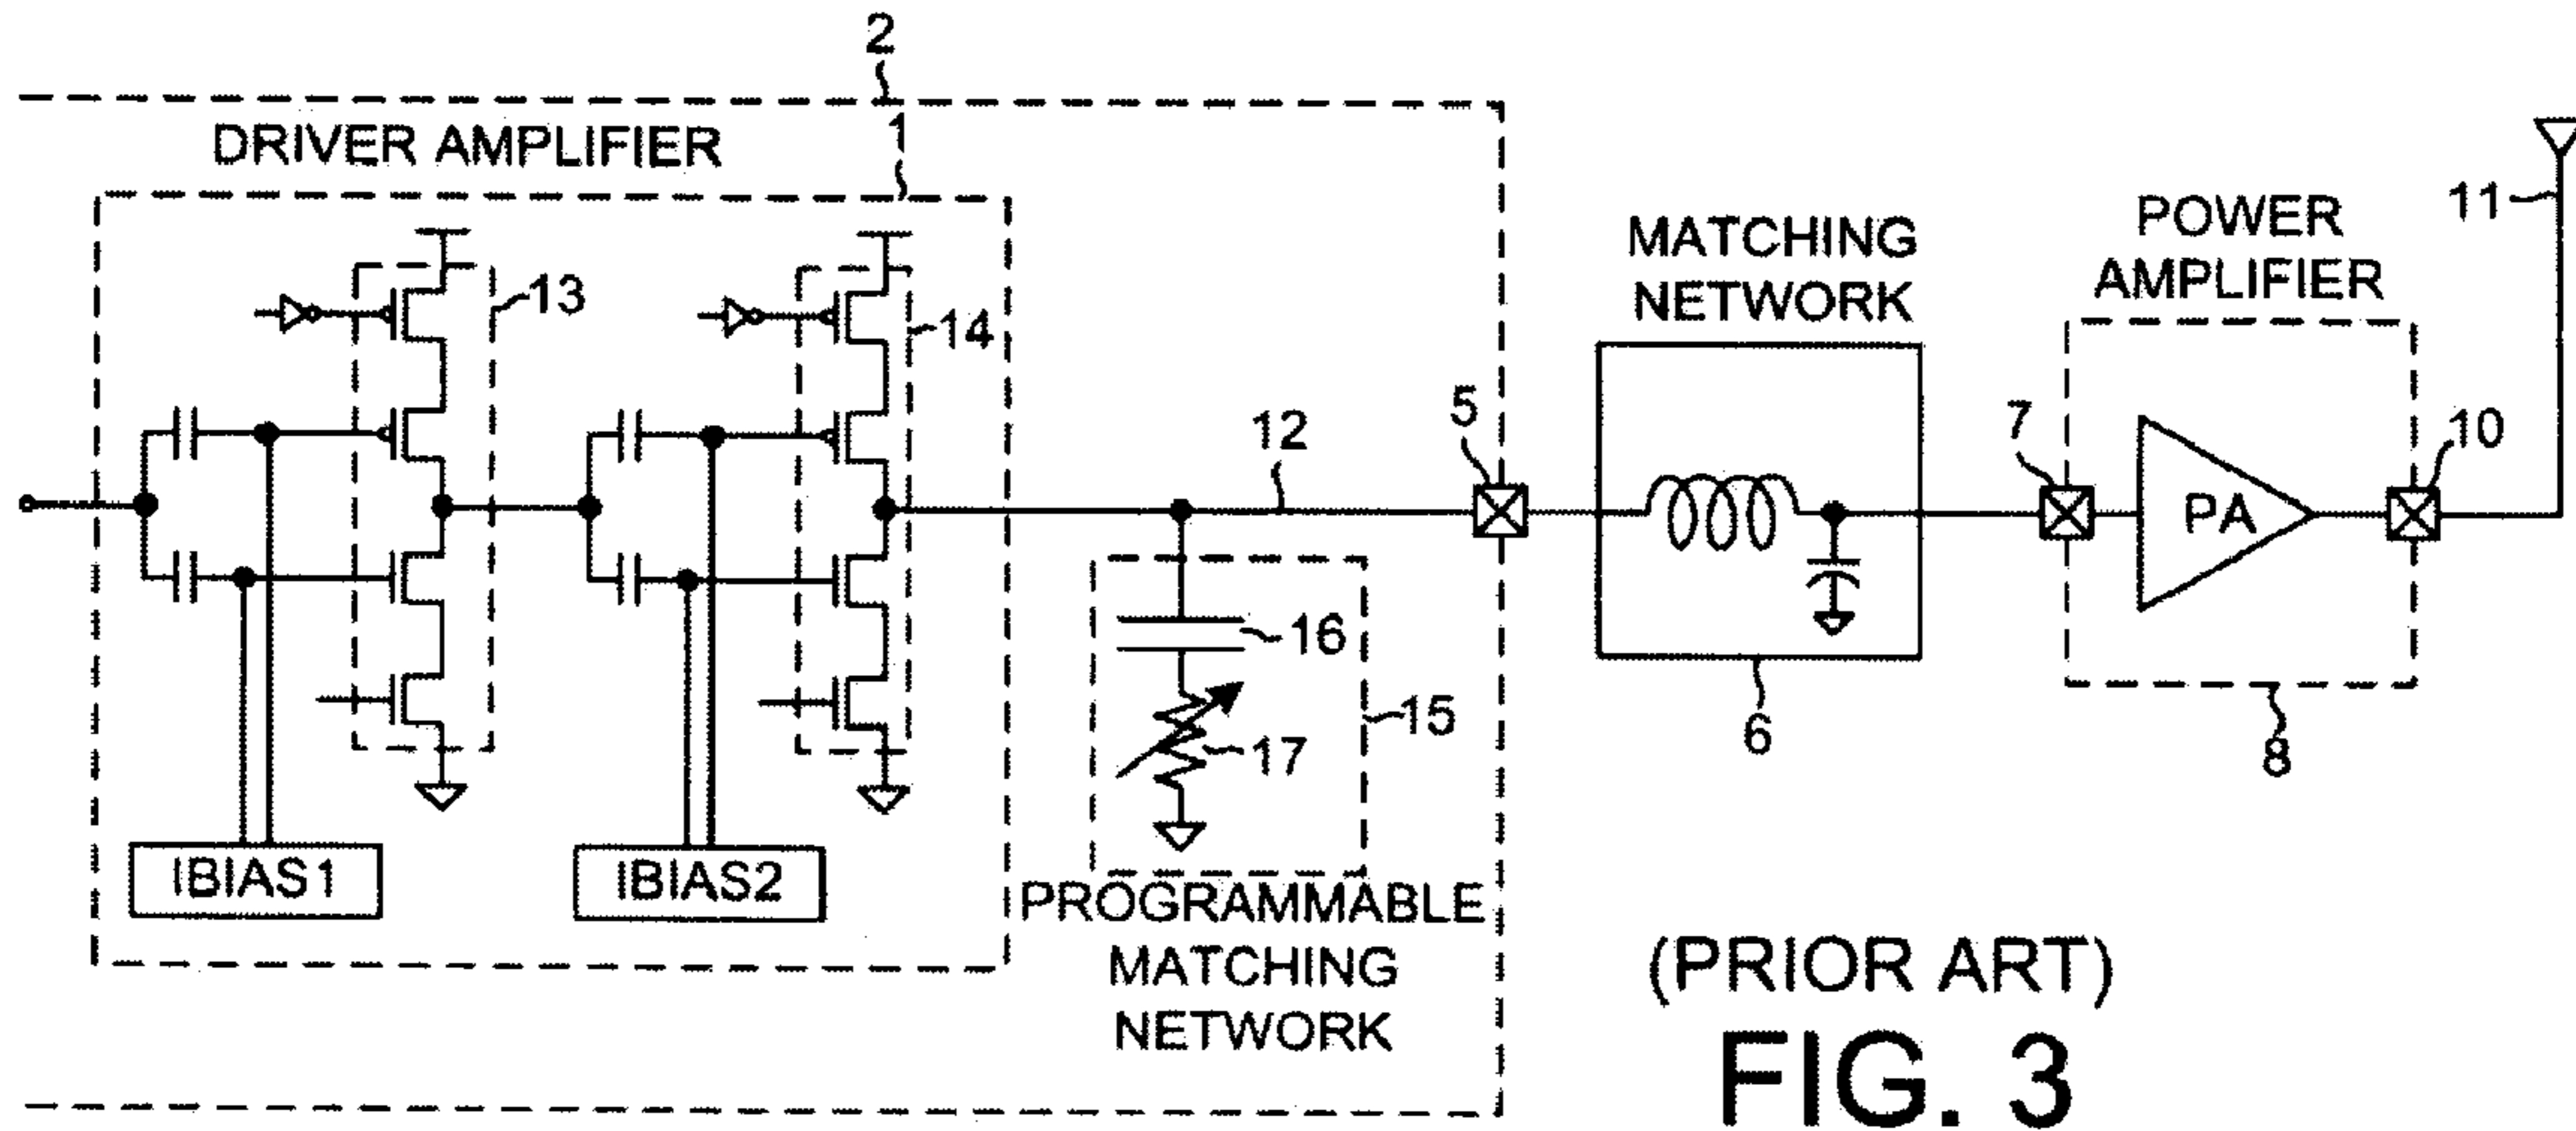 2
DRIVER AMPLIFIER
1
13
14
IBIAS1
IBIAS2
12
5
16
17
15
PROGRAMMABLE
MATCHING
NETWORK
MATCHING
NETWORK
6
7
POWER
AMPLIFIER
PA
8
10
11
(PRIOR ART)
FIG. 3